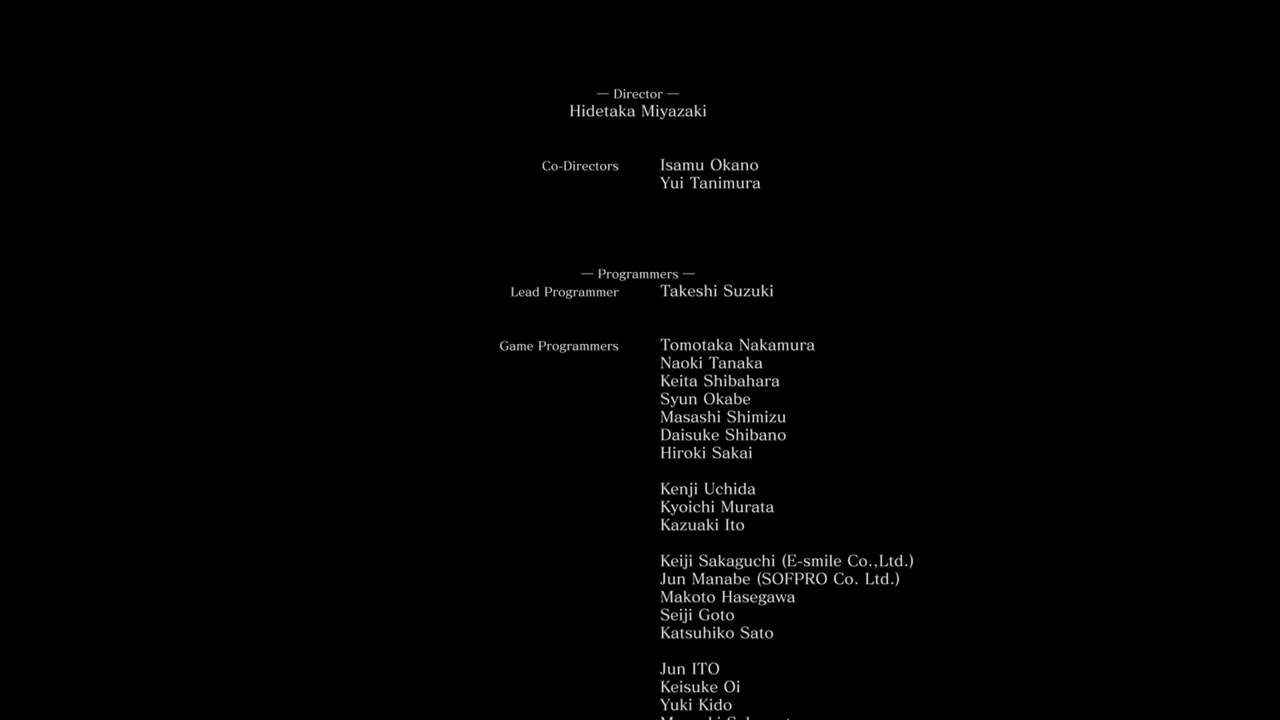 — Director —
Hidetaka Miyazaki
Co-Directors Isamu Okano
Yui Tanimura
— Programmers —
Lead Programmer Takeshi Suzuki
Game Programmers Tomotaka Nakamura
Naoki Tanaka
Keita Shibahara
Syun Okabe
Masashi Shimizu
Daisuke Shibano
Hiroki Sakai
Kenji Uchida
Kyoichi Murata
Kazuaki Ito
Keiji Sakaguchi (E-smile Co.,Ltd.)
Jun Manabe (SOFPRO Co. Ltd.)
Makoto Hasegawa
Seiji Goto
Katsuhiko Sato
Jun ITO
Keisuke Oi
Yuki Kido